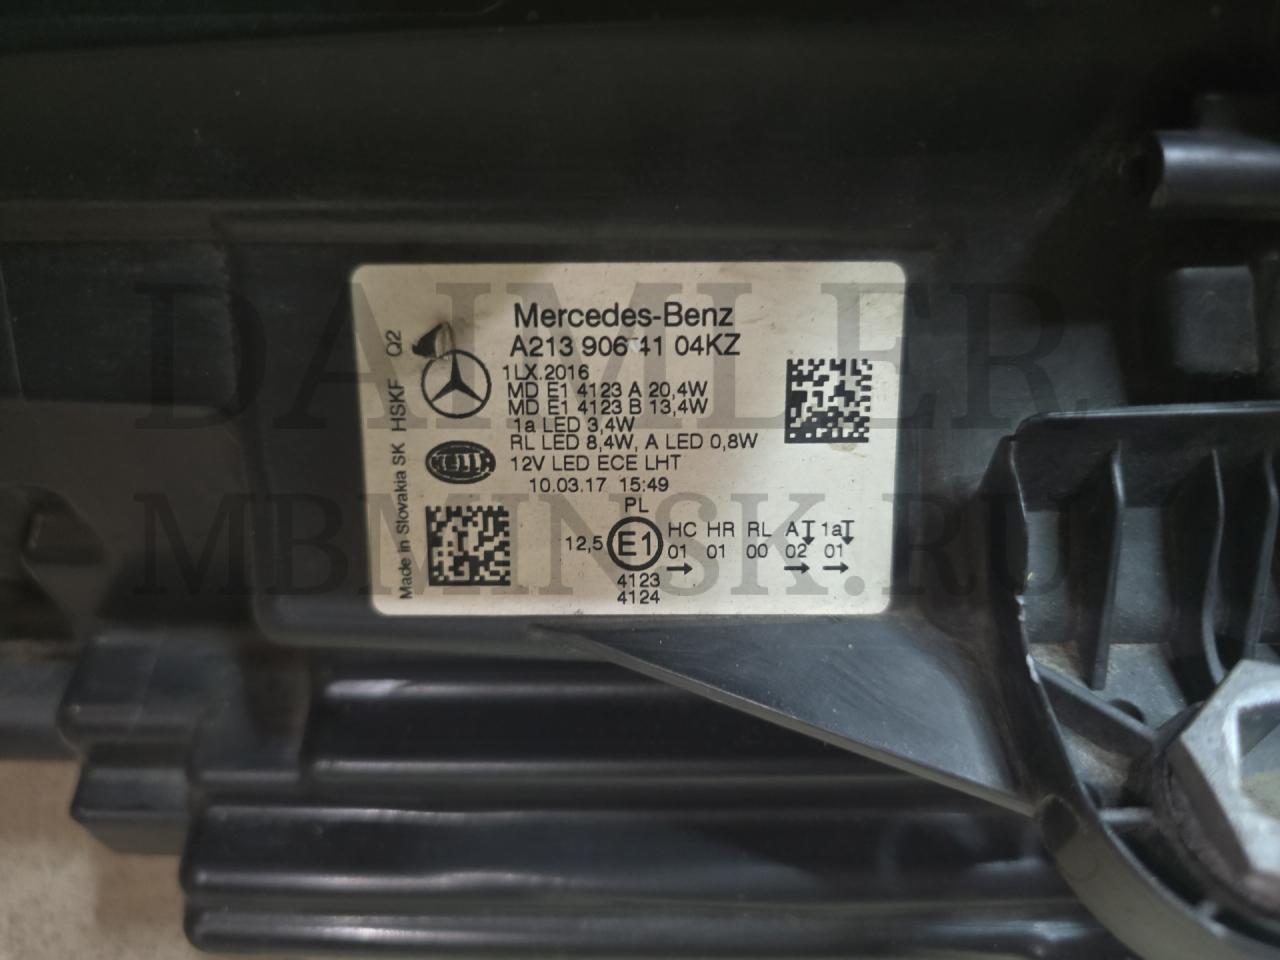 DAIMLER
MBMINSK.RU
Mercedes-Benz
A213 906 41 04KZ
1LX.2016
MD E1 4123 A 20,4W
MD E1 4123 B 13,4W
1a LED 3,4W
RL LED 8,4W, A LED 0,8W
12V LED ECE LHT
10.03.17 15:49
PL
12,5 E1 HC HR RL A 1a
01 01 00 02 01
4123
4124
HELLA
Made in Slovakia SK HSKF Q2